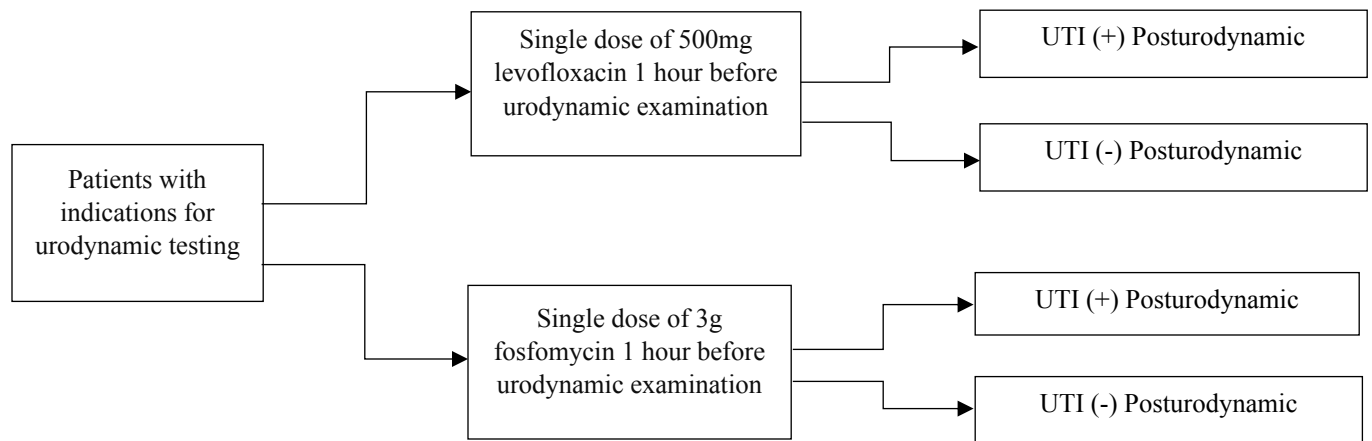 Patients with
indications for
urodynamic testing
Single dose of 500mg
levofloxacin 1 hour before
urodynamic examination
UTI (+) Posturodynamic
UTI (-) Posturodynamic
Single dose of 3g
fosfomycin 1 hour before
urodynamic examination
UTI (+) Posturodynamic
UTI (-) Posturodynamic